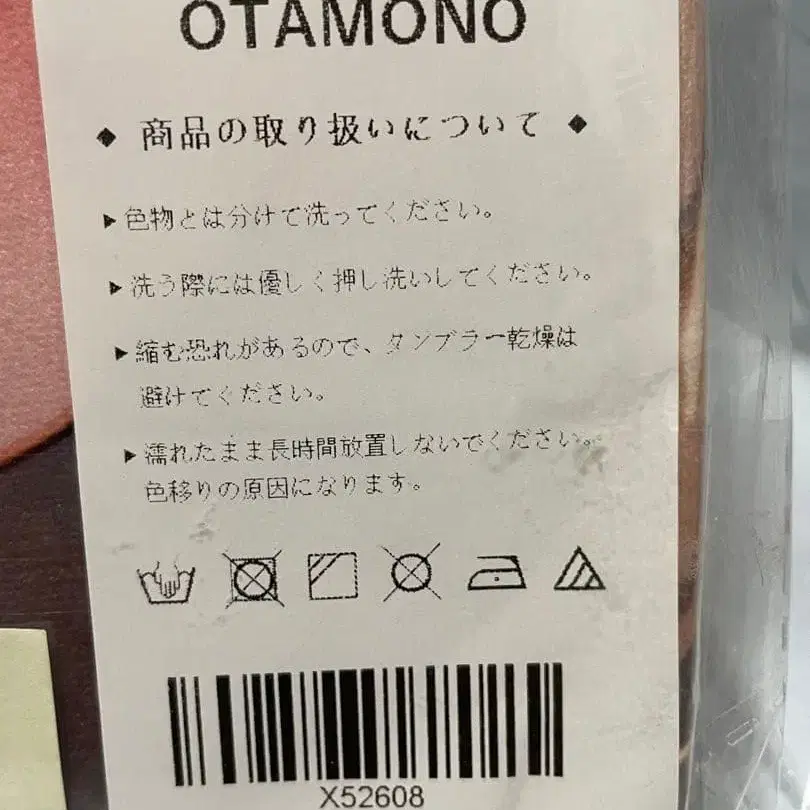 OTAMONO
◆ 商品の取り扱いについて ◆
▶色物とは分けて洗ってください。
▶洗う際には優しく押し洗いしてください。
▶縮む恐れがあるので、タンブラー乾燥は
避けてください。
▶濡れたまま長時間放置しないでください。
色移りの原因になります。
X52608